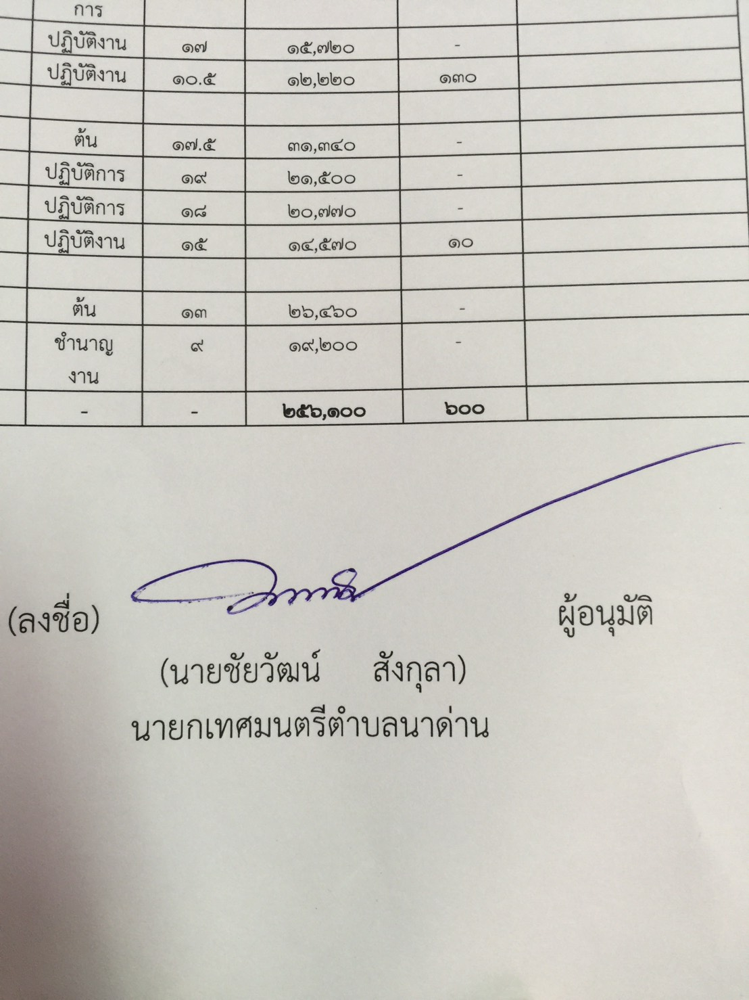 การ
ปฏิบัติงาน ๑๗ ๑๕,๗๒๐ -
ปฏิบัติงาน ๑๐.๕ ๑๒,๒๒๐ ๑๓๐
ต้น ๑๗.๕ ๓๑,๓๔๐ -
ปฏิบัติการ ๑๙ ๒๑,๕๐๐ -
ปฏิบัติการ ๑๘ ๒๐,๗๗๐ -
ปฏิบัติงาน ๑๕ ๑๔,๕๗๐ ๑๐
ต้น ๑๓ ๒๖,๔๖๐ -
ชำนาญ ๙ ๑๙,๒๐๐ -
งาน
- - ๒๕๖,๑๐๐ ๖๐๐
(ลงชื่อ) ผู้อนุมัติ
(นายชัยวัฒน์ สังกุลา)
นายกเทศมนตรีตำบลนาด่าน